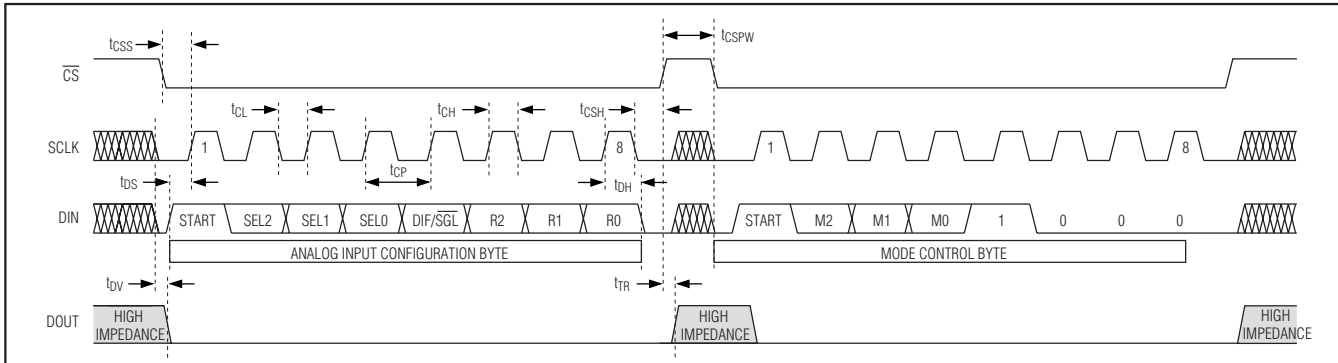 tCSS
tCSPW
CS
tCL
tCH
tCSH
SCLK
1
8
1
8
tCP
tDS
tDH
DIN
START SEL2 SEL1 SEL0 DIF/SGL R2 R1 R0
START M2 M1 M0 1 0 0 0
ANALOG INPUT CONFIGURATION BYTE
MODE CONTROL BYTE
tDV
tTR
DOUT
HIGH
IMPEDANCE
HIGH
IMPEDANCE
HIGH
IMPEDANCE